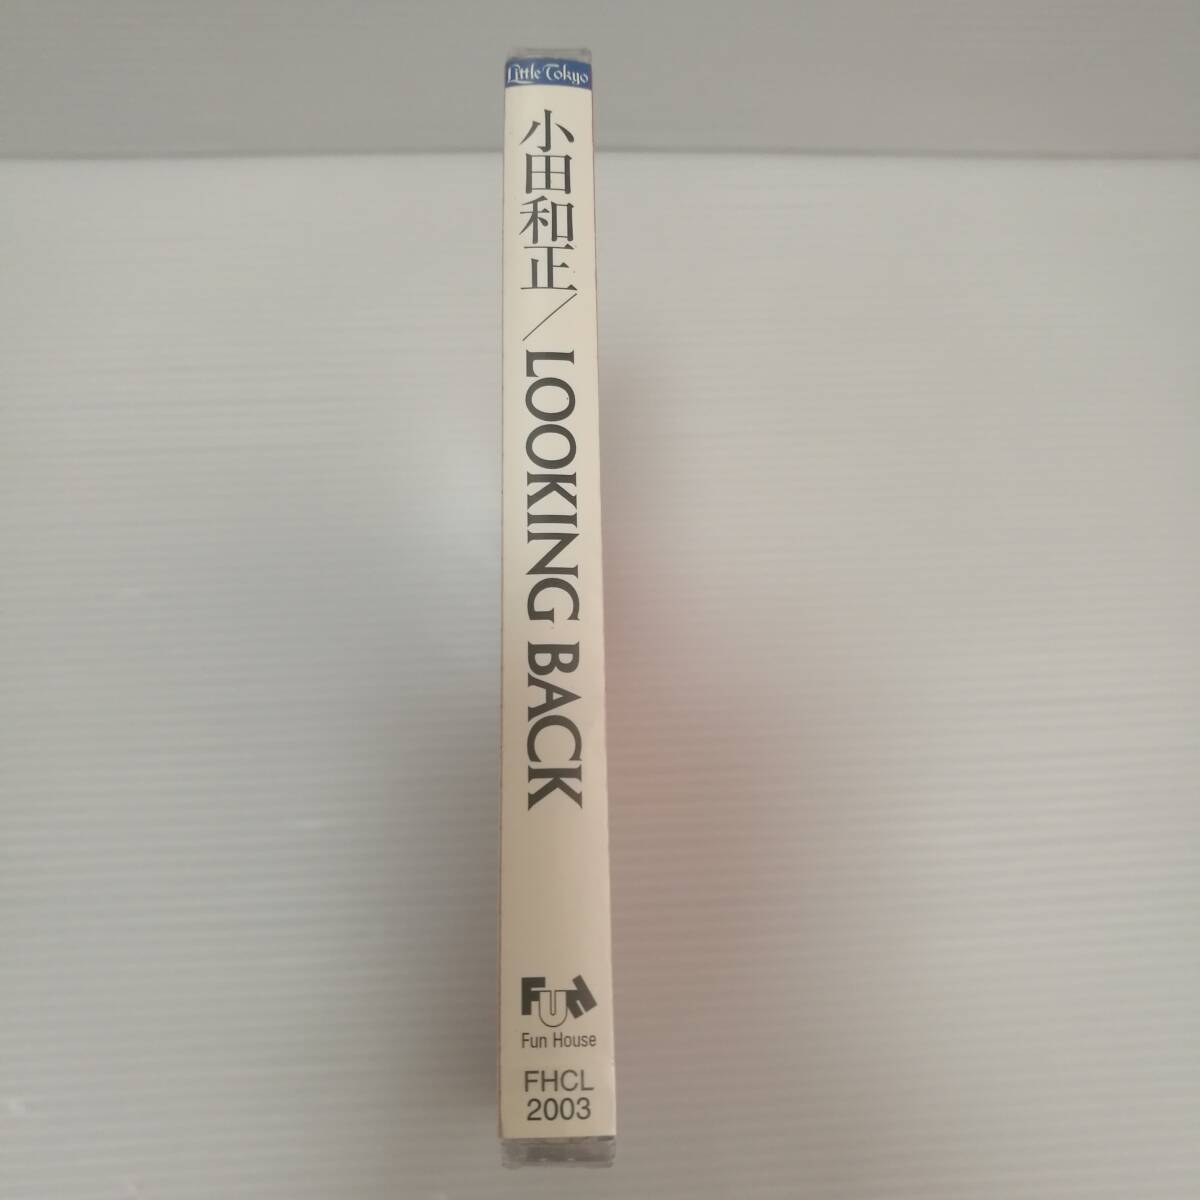 Little Tokyo
小田和正／LOOKING BACK
FUN
Fun House
FHCL
2003